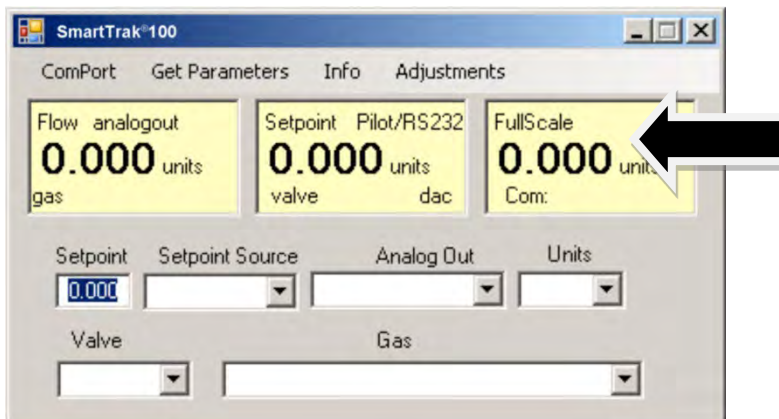 SmartTrak®100
ComPort Get Parameters Info Adjustments
Flow analogout
0.000 units
gas
Setpoint Pilot/RS232
0.000 units
valve dac
FullScale
0.000 units
Com:
Setpoint Setpoint Source Analog Out Units
0.000
Valve Gas